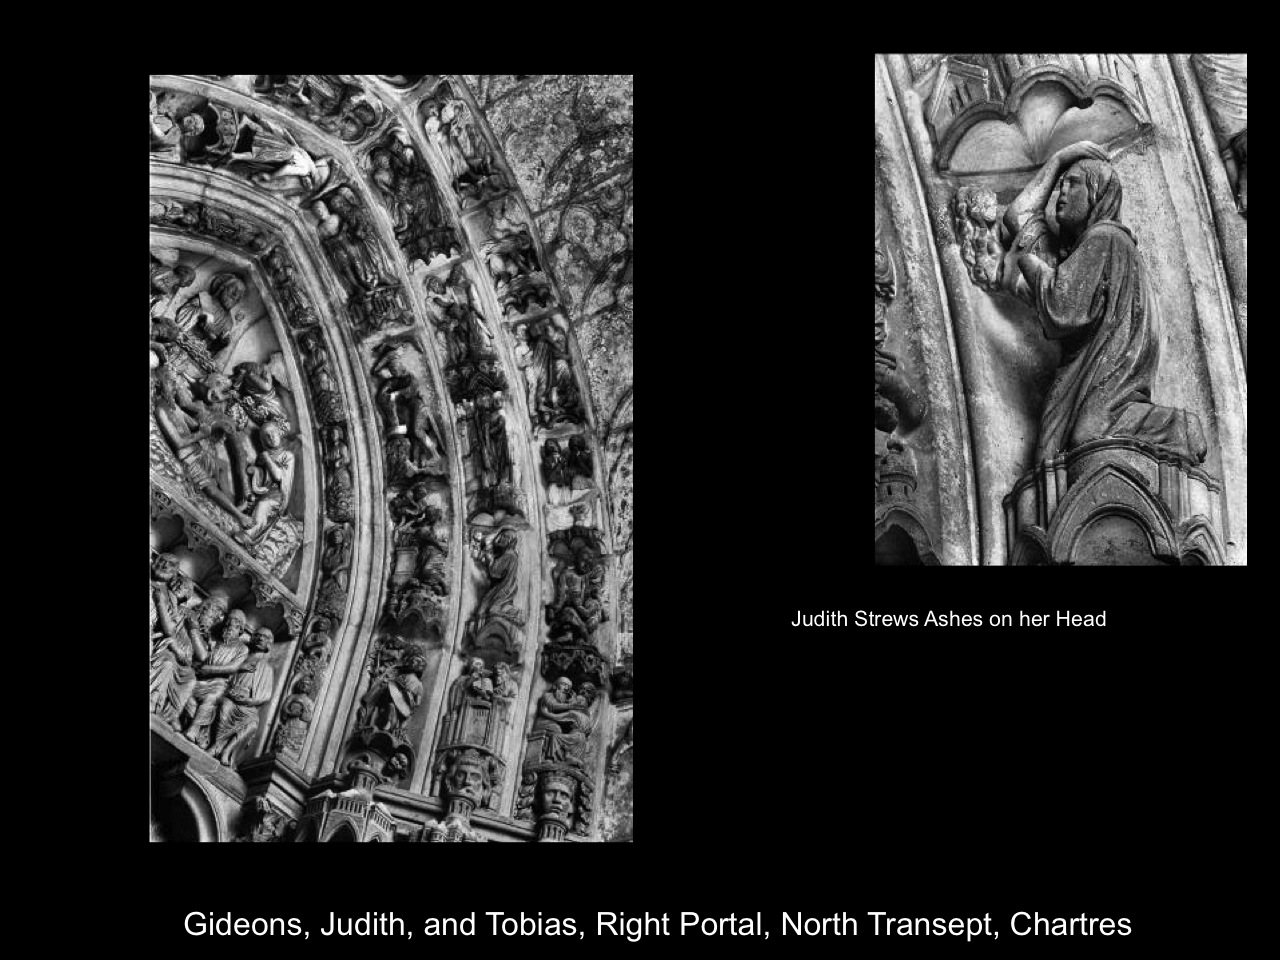 Judith Strews Ashes on her Head
Gideons, Judith, and Tobias, Right Portal, North Transept, Chartres